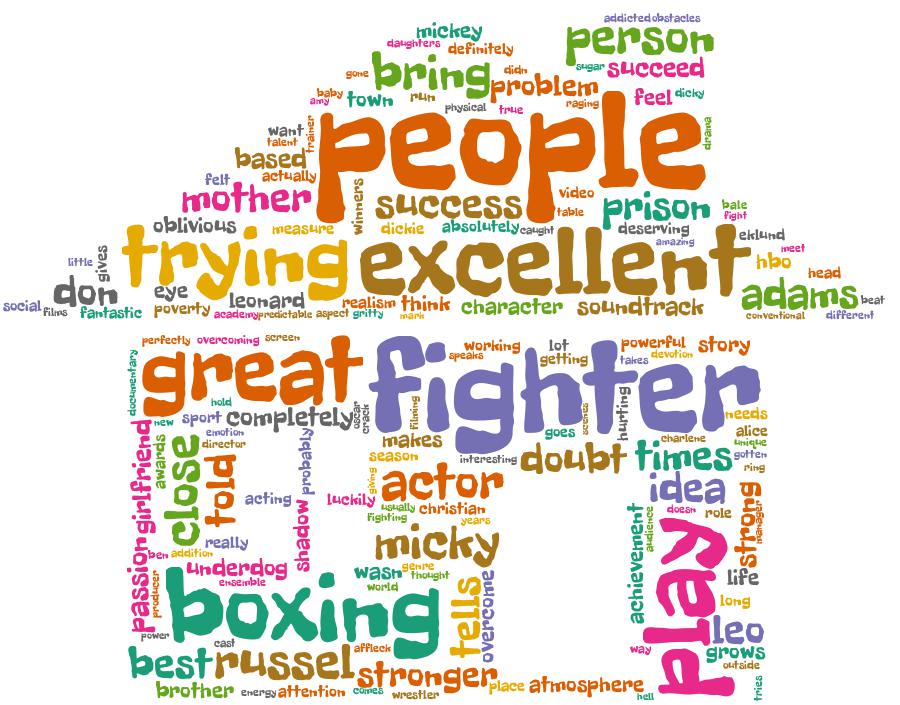 addicted obstacles
mickey person
daughters definitely
bring didn sugar succeed
gone problem
baby town run feel dicky
amy physical true raging
people
want trainer drama
talent
based
actually
felt winners video
mother success table prison bale
fight
oblivious measure dickie absolutely caught deserving
amazing eklund
trying excellent meet
little gives hbo
head
don eye leonard realism think character soundtrack adams beat
social films fantastic poverty academy predictable aspect gritty mark conventional different
perfectly overcoming screen working lot powerful story
speaks getting takes devotion
documentary great fighter
hold oscar crack filming scenes hurting needs
new sport completely
emotion makes goes charlene alice
director unique
girlfriend awards close told probably season interesting doubt times gotten
ring
giving actor idea
acting luckily usually christian doesn role strong manager
fighting years achievement audience
really shadow micky play
passion ben addition
underdog wasn genre thought life
producer ensemble world
boxing tells overcome long
power leo
cast way grows
best russel affleck stronger outside
brother energy attention comes wrestler place atmosphere hell tries